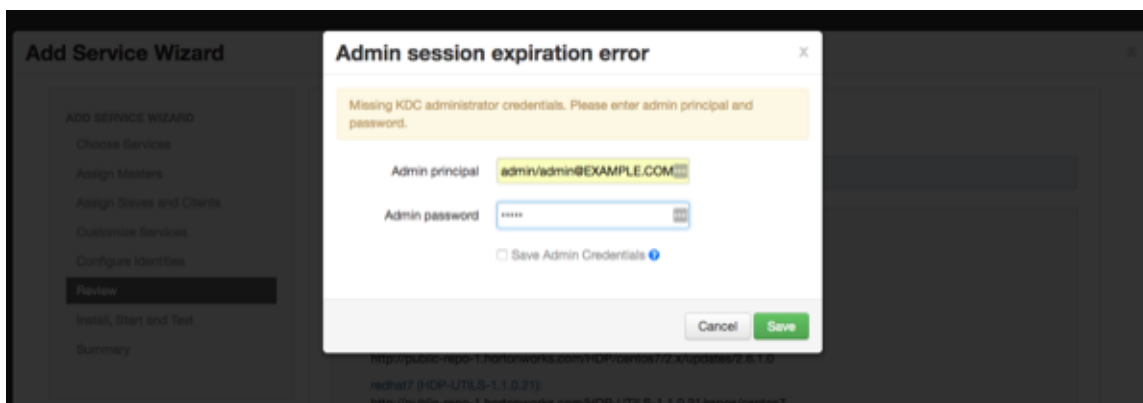 Add Service Wizard
Admin session expiration error
x
ADD SERVICE WIZARD
Choose Services
Assign Masters
Assign Slaves and Clients
Customize Services
Configure Identities
Review
Install, Start and Test
Summary
Missing KDC administrator credentials. Please enter admin principal and
password.
Admin principal
admin/admin@EXAMPLE.COM
Admin password
•••••
Save Admin Credentials ?
Cancel
Save
http://public-repo-1.hortonworks.com/HDP/centos7/2.x/updates/2.6.1.0
redhat7 (HDP-UTILS-1.1.0.21):